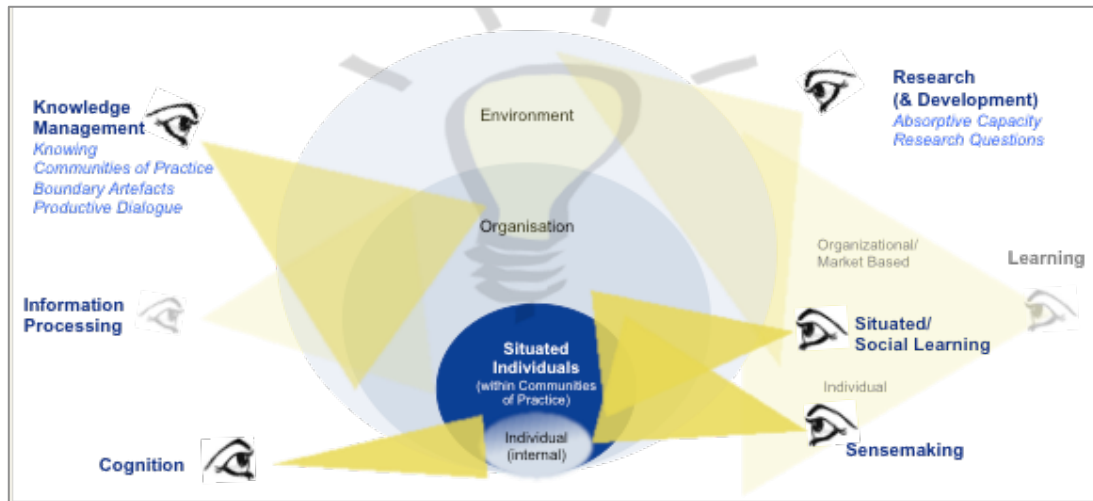 Knowledge
Management
Knowing
Communities of Practice
Boundary Artefacts
Productive Dialogue
Information
Processing
Cognition
Environment
Organisation
Situated
Individuals
(within Communities
of Practice)
Individual
(internal)
Research
(& Development)
Absorptive Capacity
Research Questions
Organizational/
Market Based
Learning
Situated/
Social Learning
Individual
Sensemaking